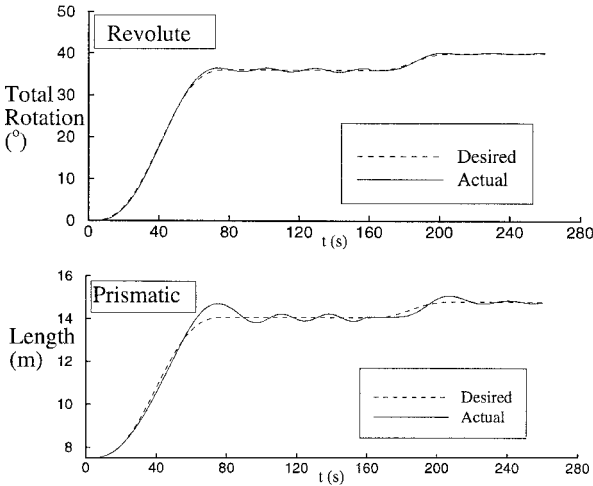 Revolute
50
40
30
20
10
0
Total
Rotation
(°)
Desired
Actual
0 40 80 120 160 200 240 280
t (s)
Prismatic
16
14
12
10
8
Length
(m)
Desired
Actual
0 40 80 120 160 200 240 280
t (s)